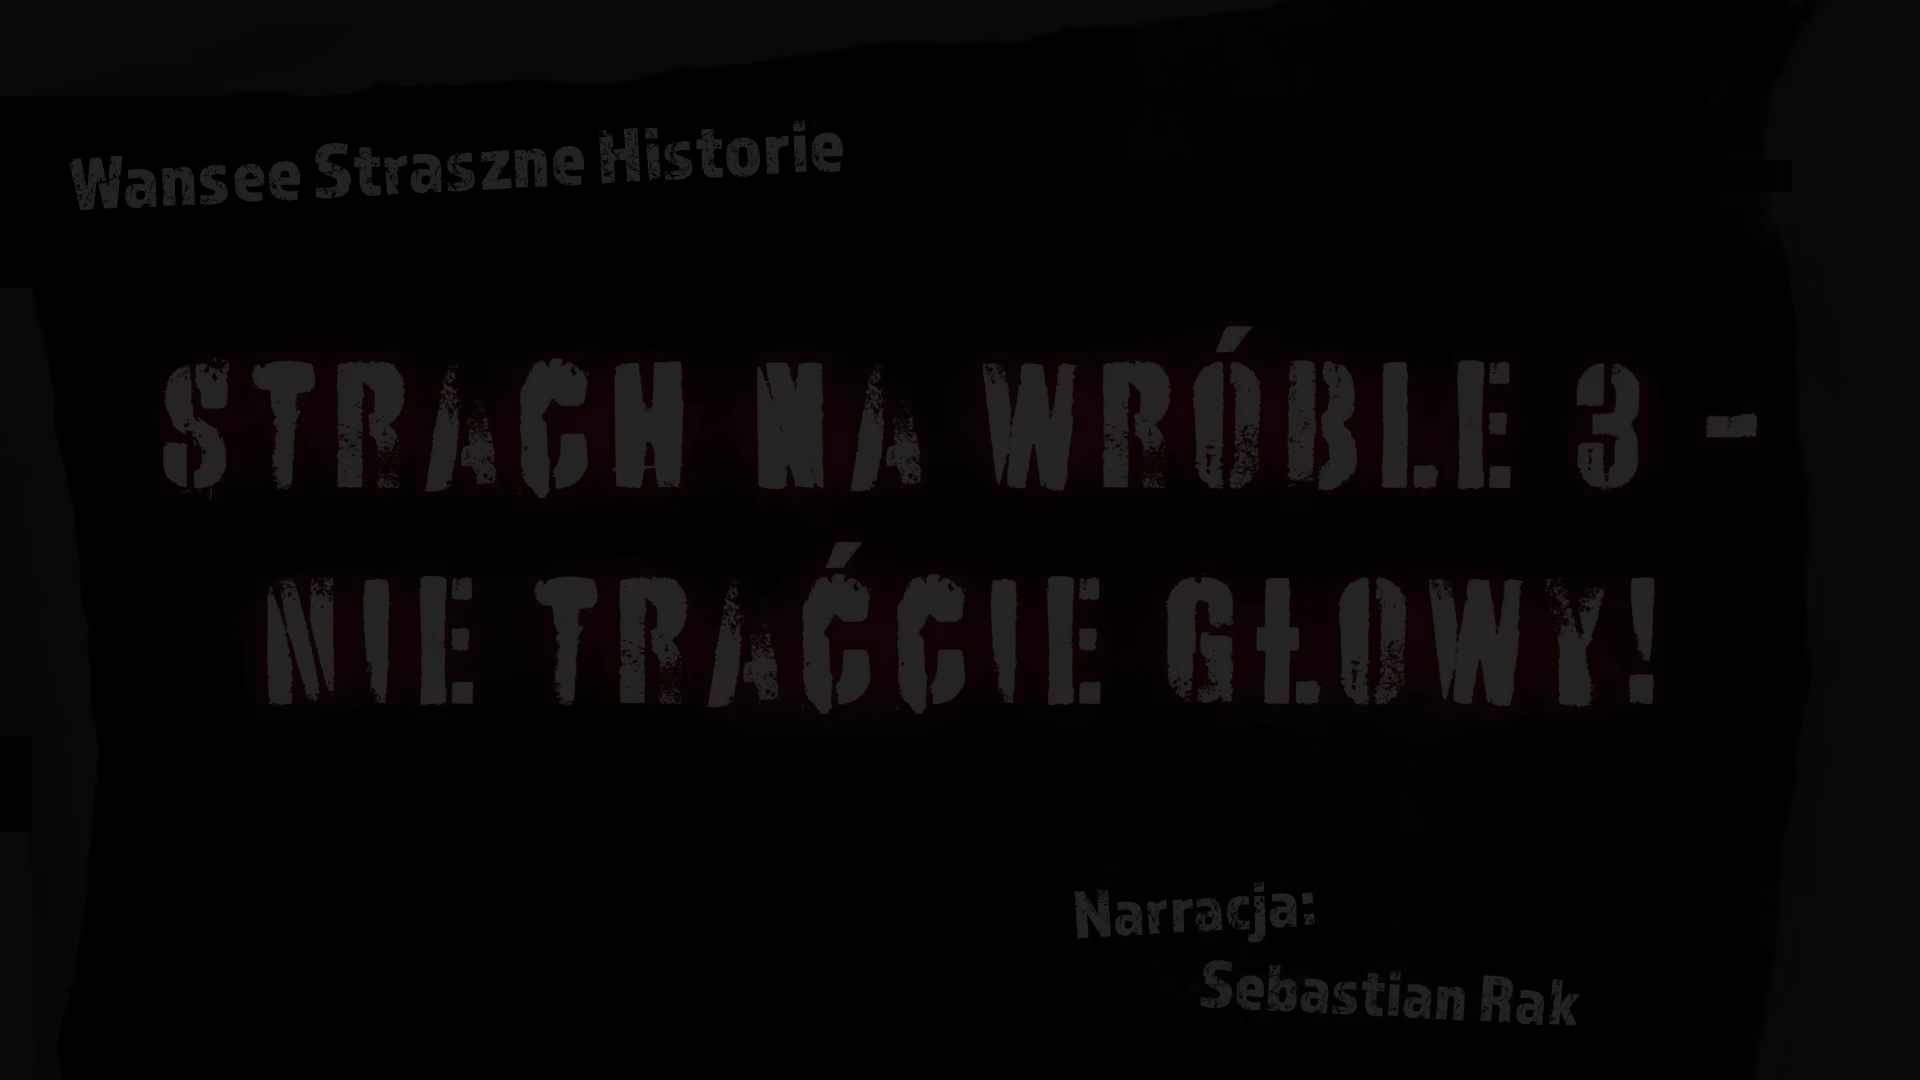 Wansee Straszne Historie
STRACH NA WRÓBLE 3 -
NIE TRAĆCIE GŁOWY!
Narracja:
Sebastian Rak